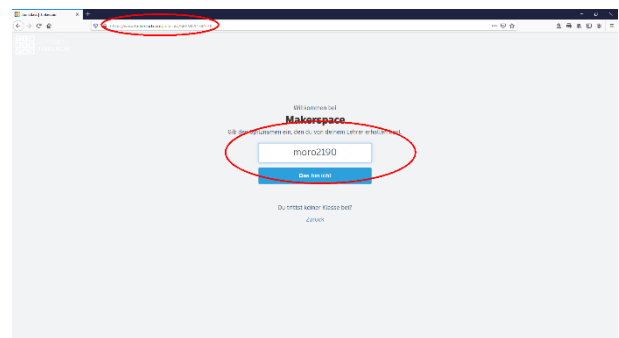 Willkommen bei
Makerspace
Gib den Spitznamen ein, den du von deinem Lehrer erhalten hast.
moro2190
Das bin ich!
Du trittst keiner Klasse bei?
Zurück